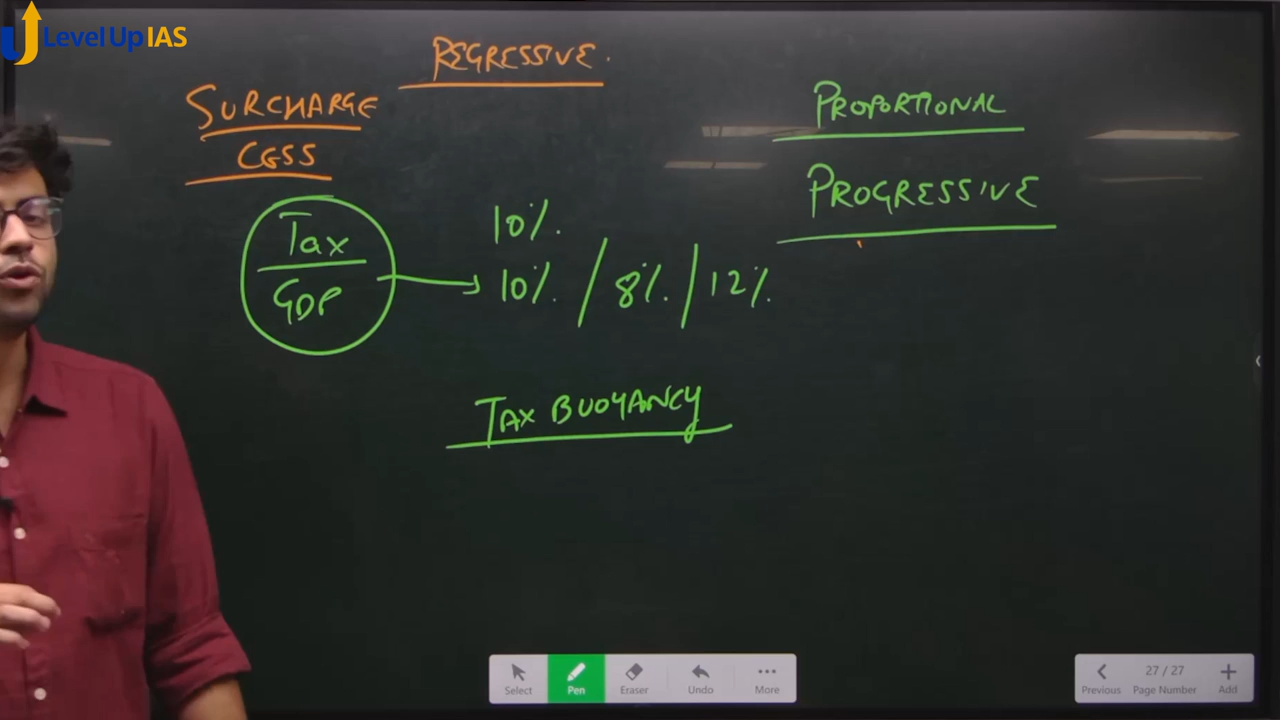 Level Up IAS
REGRESSIVE.
SURCHARGE
CESS
PROPORTIONAL
PROGRESSIVE
Tax
GDP
10%.
10%. / 8%. / 12%.
TAX BUOYANCY
Select
Pen
Eraser
Undo
More
Previous
27 / 27
Page Number
Add